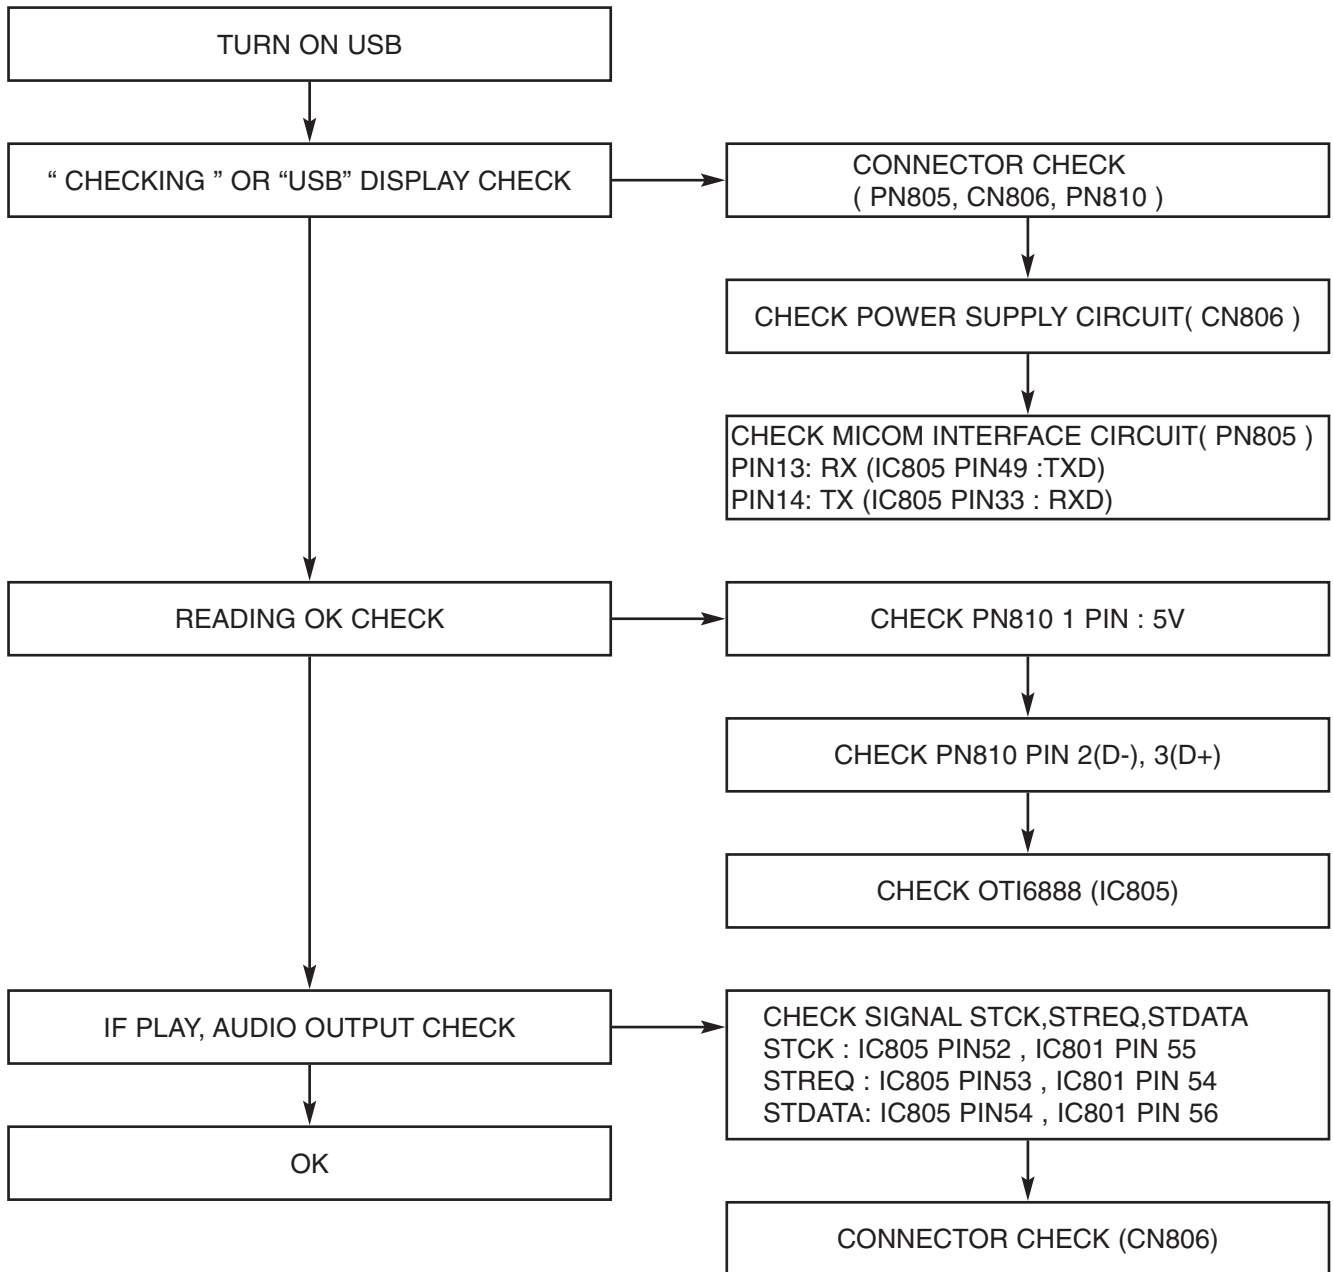 TURN ON USB
“ CHECKING ” OR “USB” DISPLAY CHECK
CONNECTOR CHECK
( PN805, CN806, PN810 )
CHECK POWER SUPPLY CIRCUIT( CN806 )
CHECK MICOM INTERFACE CIRCUIT( PN805 )
PIN13: RX (IC805 PIN49 :TXD)
PIN14: TX (IC805 PIN33 : RXD)
READING OK CHECK
CHECK PN810 1 PIN : 5V
CHECK PN810 PIN 2(D-), 3(D+)
CHECK OTI6888 (IC805)
IF PLAY, AUDIO OUTPUT CHECK
CHECK SIGNAL STCK,STREQ,STDATA
STCK : IC805 PIN52 , IC801 PIN 55
STREQ : IC805 PIN53 , IC801 PIN 54
STDATA: IC805 PIN54 , IC801 PIN 56
OK
CONNECTOR CHECK (CN806)